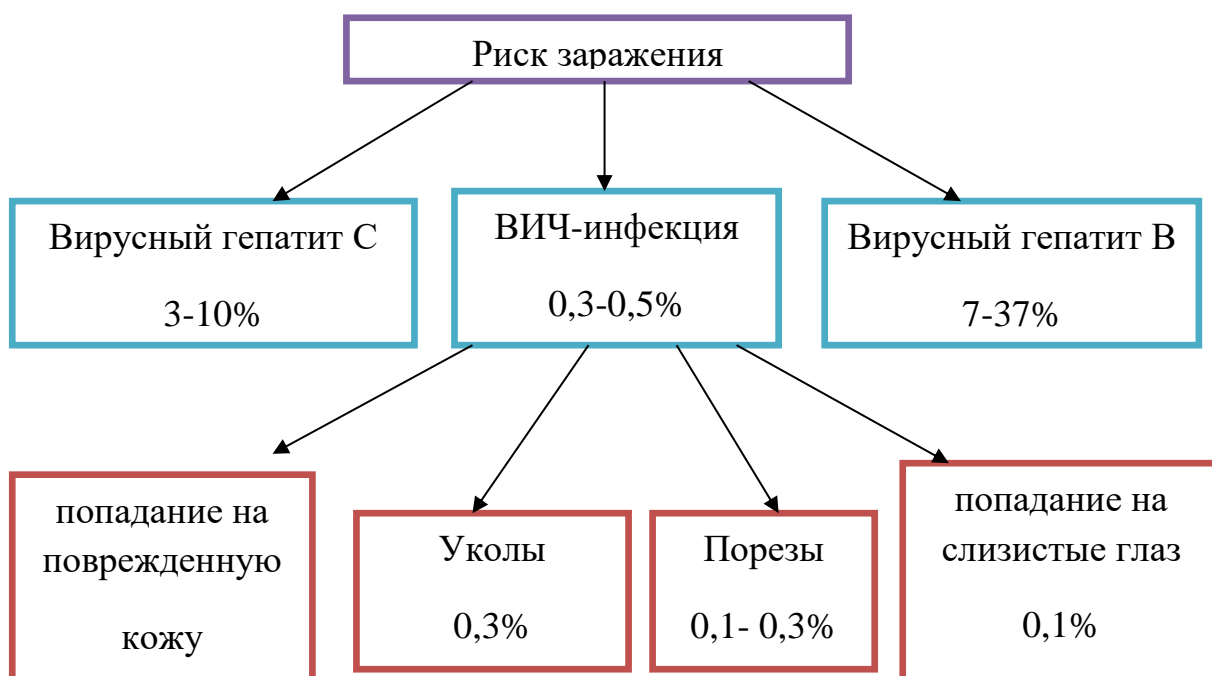 Риск заражения
Вирусный гепатит С
3-10%
ВИЧ-инфекция
0,3-0,5%
Вирусный гепатит В
7-37%
попадание на
поврежденную
кожу
Уколы
0,3%
Порезы
0,1- 0,3%
попадание на
слизистые глаз
0,1%